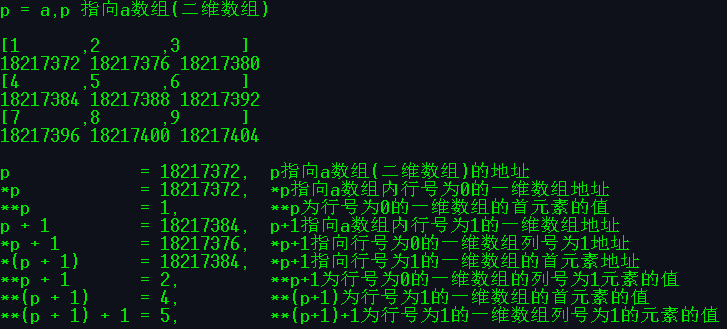 p = a,p 指向a数组(二维数组)
[1      ,2      ,3      ]
18217372 18217376 18217380
[4      ,5      ,6      ]
18217384 18217388 18217392
[7      ,8      ,9      ]
18217396 18217400 18217404
p            = 18217372,  p指向a数组(二维数组)的地址
*p           = 18217372,  *p指向a数组内行号为0的一维数组地址
**p          = 1,         **p为行号为0的一维数组的首元素的值
p + 1        = 18217384,  p+1指向a数组内行号为1的一维数组地址
*p + 1       = 18217376,  *p+1指向行号为0的一维数组列号为1地址
*(p + 1)     = 18217384,  *p+1指向行号为1的一维数组的首元素地址
**p + 1      = 2,         **p+1为行号为0的一维数组的列号为1元素的值
**(p + 1)    = 4,         **(p+1)为行号为1的一维数组的首元素的值
**(p + 1) + 1 = 5,        **(p+1)+1为行号为1的一维数组列号为1的元素的值